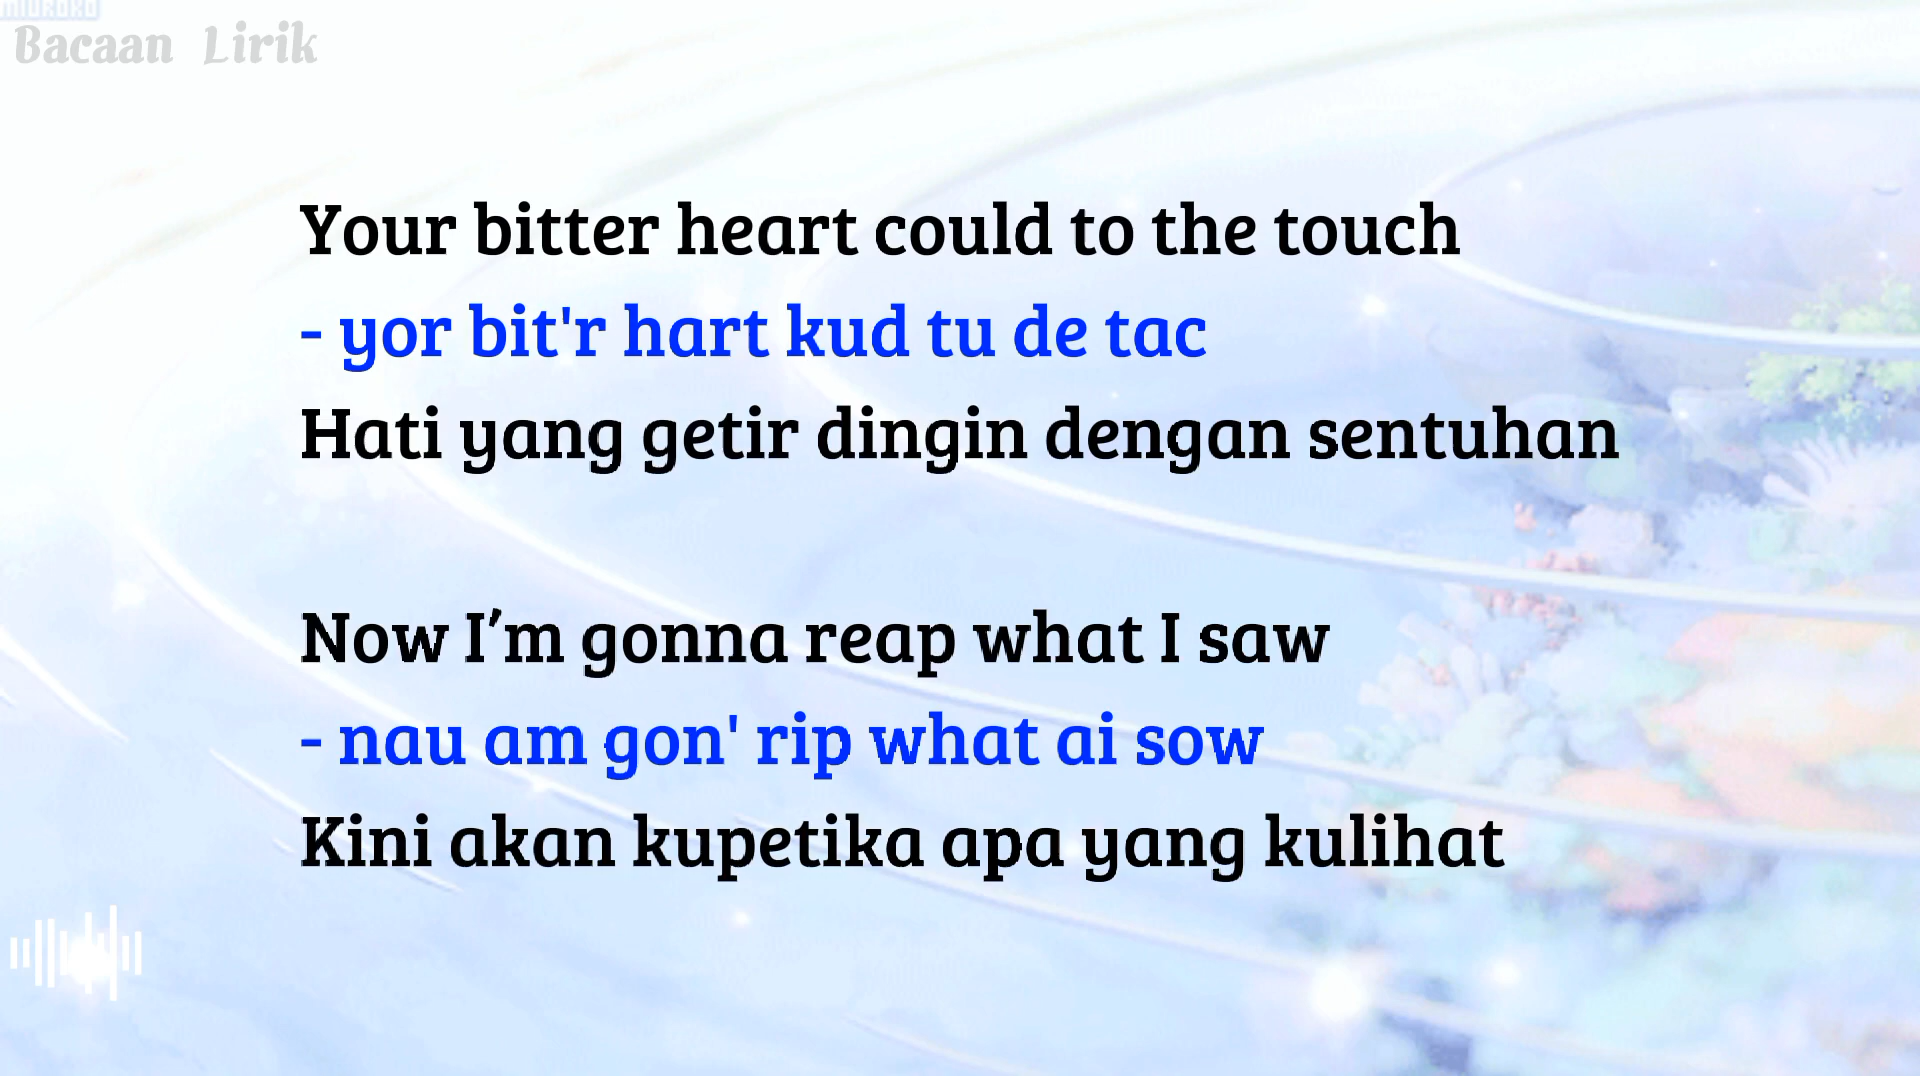 MIUROKO
Bacaan Lirik
Your bitter heart could to the touch
- yor bit'r hart kud tu de tac
Hati yang getir dingin dengan sentuhan
Now I'm gonna reap what I saw
- nau am gon' rip what ai sow
Kini akan kupetika apa yang kulihat